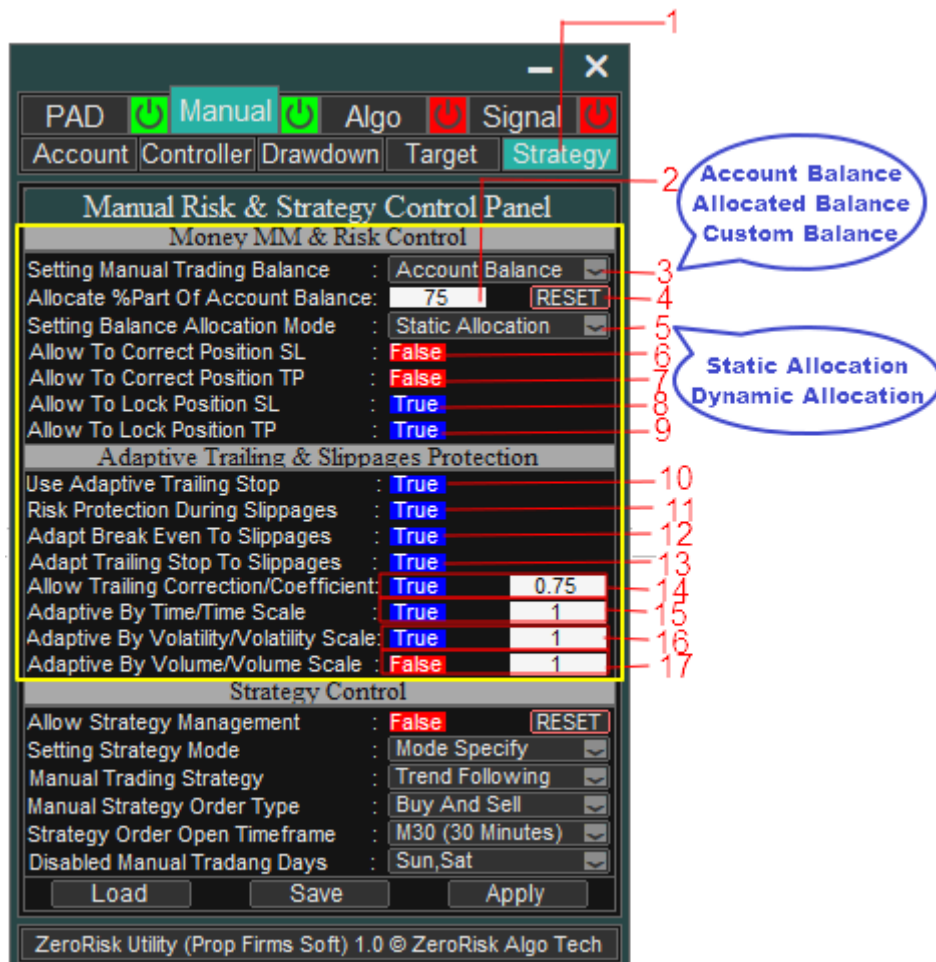 1
PAD Manual Algo Signal
Account Controller Drawdown Target Strategy
2
Account Balance
Allocated Balance
Custom Balance
Manual Risk & Strategy Control Panel
Money MM & Risk Control
Setting Manual Trading Balance : Account Balance 3
Allocate %Part Of Account Balance: 75 RESET 4
Setting Balance Allocation Mode : Static Allocation 5
Allow To Correct Position SL : False 6
Allow To Correct Position TP : False 7
Allow To Lock Position SL : True 8
Allow To Lock Position TP : True 9
Static Allocation
Dynamic Allocation
Adaptive Trailing & Slippages Protection
Use Adaptive Trailing Stop : True 10
Risk Protection During Slippages : True 11
Adapt Break Even To Slippages : True 12
Adapt Trailing Stop To Slippages : True 13
Allow Trailing Correction/Coefficient: True 0.75 14
Adaptive By Time/Time Scale : True 1 15
Adaptive By Volatility/Volatility Scale: True 1 16
Adaptive By Volume/Volume Scale : False 1 17
Strategy Control
Allow Strategy Management : False RESET
Setting Strategy Mode : Mode Specify
Manual Trading Strategy : Trend Following
Manual Strategy Order Type : Buy And Sell
Strategy Order Open Timeframe : M30 (30 Minutes)
Disabled Manual Tradang Days : Sun,Sat
Load Save Apply
ZeroRisk Utility (Prop Firms Soft) 1.0 © ZeroRisk Algo Tech